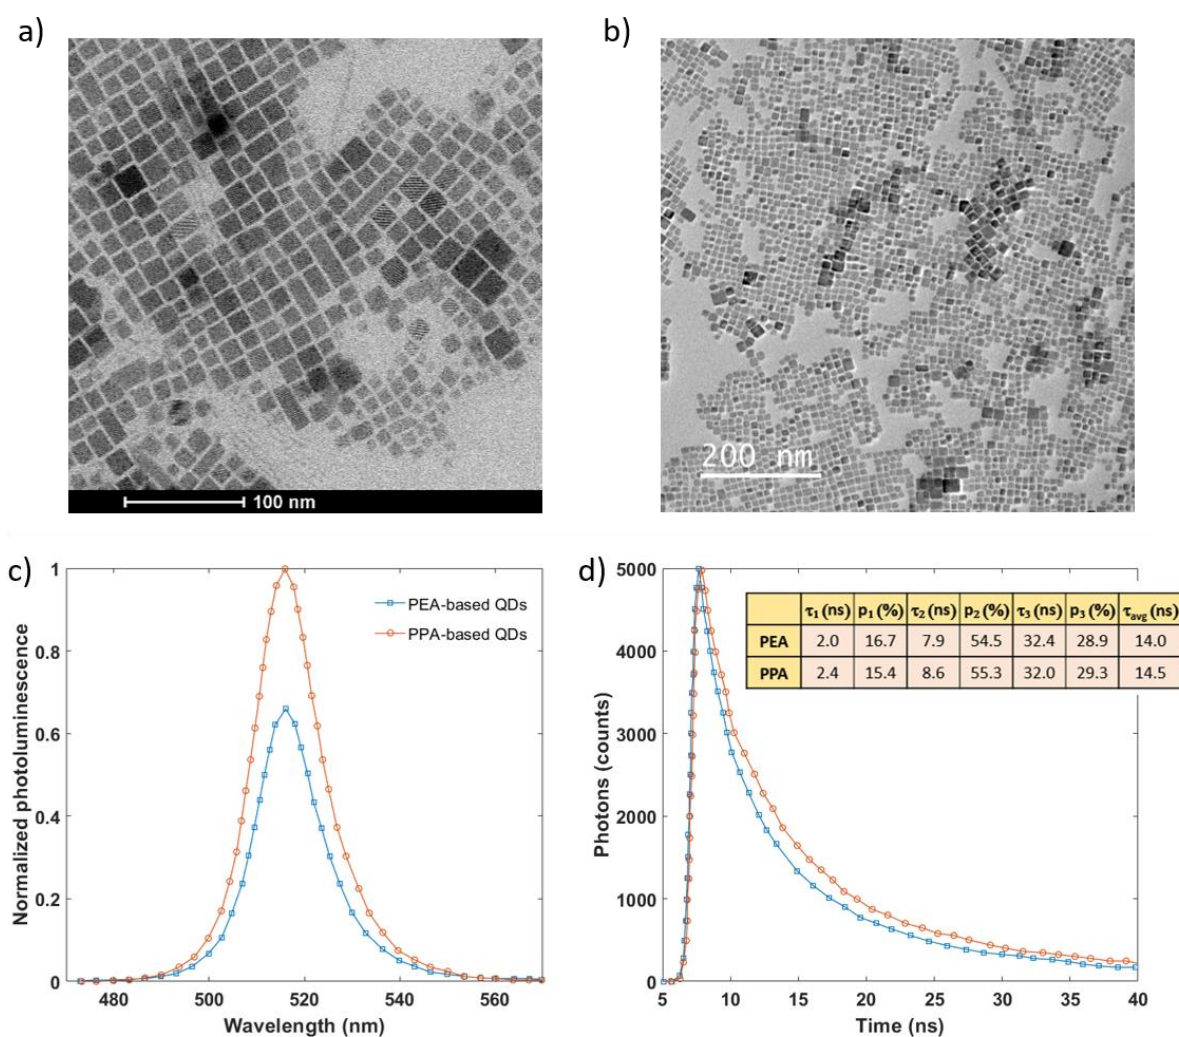 a)
b)
100 nm
200 nm
c)
d)
Normalized photoluminescence
1
0.8
0.6
0.4
0.2
0
PEA-based QDs
PPA-based QDs
480
500
520
540
560
Wavelength (nm)
Photons (counts)
5000
4000
3000
2000
1000
0
τ1 (ns) p1 (%) τ2 (ns) p2 (%) τ3 (ns) p3 (%) τavg (ns)
PEA 2.0 16.7 7.9 54.5 32.4 28.9 14.0
PPA 2.4 15.4 8.6 55.3 32.0 29.3 14.5
5
10
15
20
25
30
35
40
Time (ns)